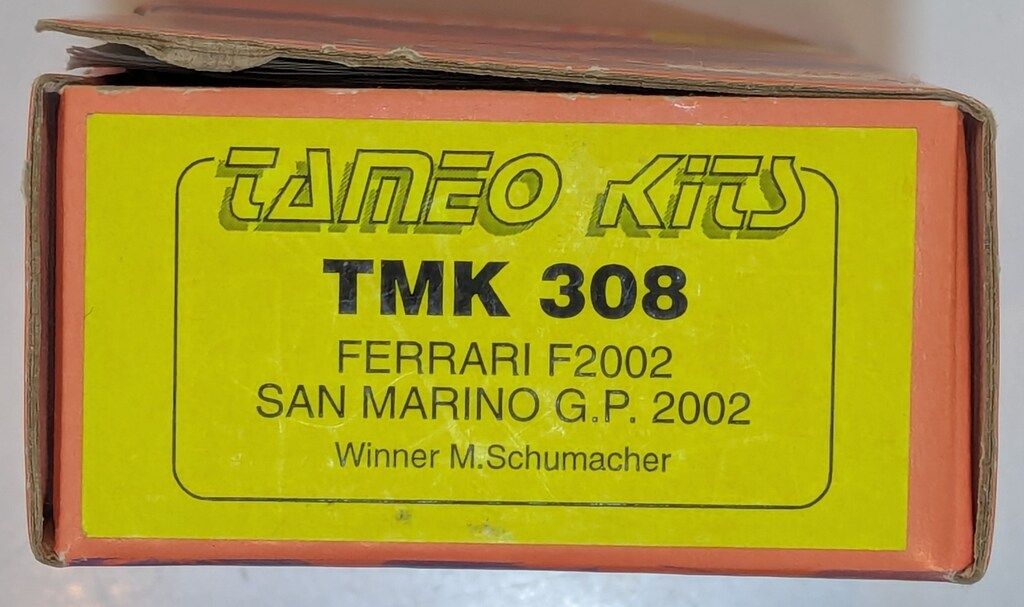 TAMEO KITS
TMK 308
FERRARI F2002
SAN MARINO G.P. 2002
Winner M.Schumacher